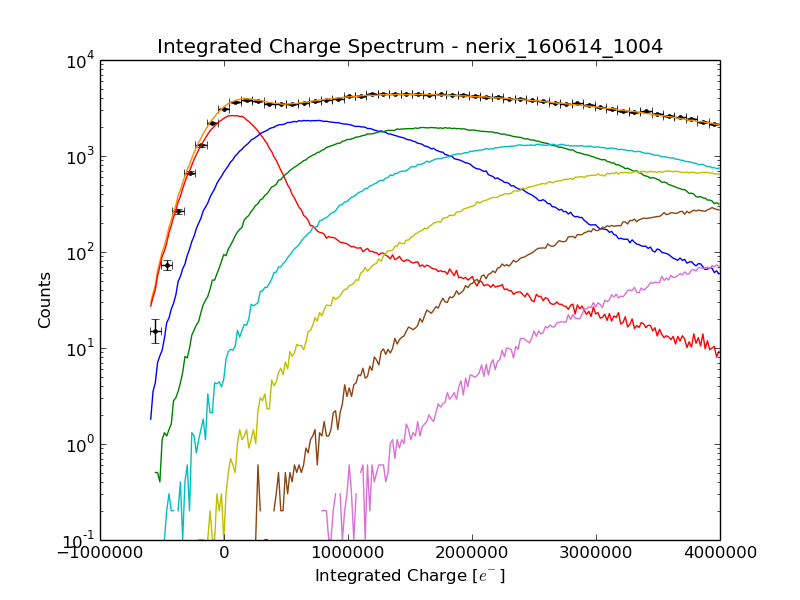 Integrated Charge Spectrum - nerix_160614_1004
Counts
10^4
10^3
10^2
10^1
10^0
10^-1
−1000000 0 1000000 2000000 3000000 4000000
Integrated Charge [e^−]